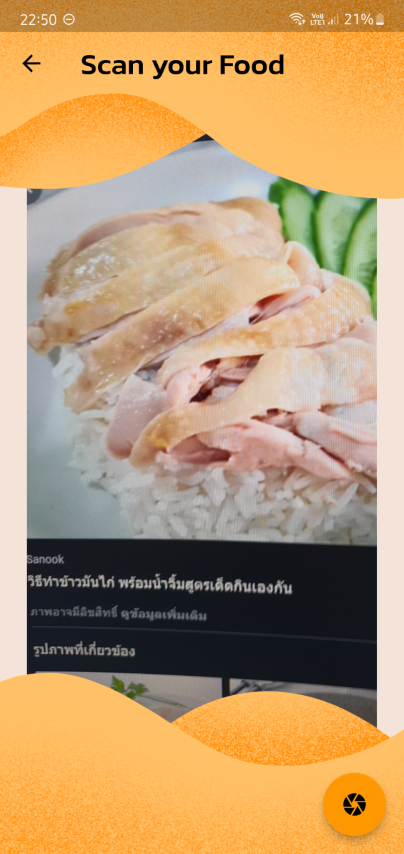 22:50
VoD LTE1 21%
Scan your Food
Sanook
วิธีทำข้าวมันไก่ พร้อมน้ำจิ้มสูตรเด็ดกินเองกัน
ภาพอาจมีลิขสิทธิ์ ดูข้อมูลเพิ่มเติม
รูปภาพที่เกี่ยวข้อง